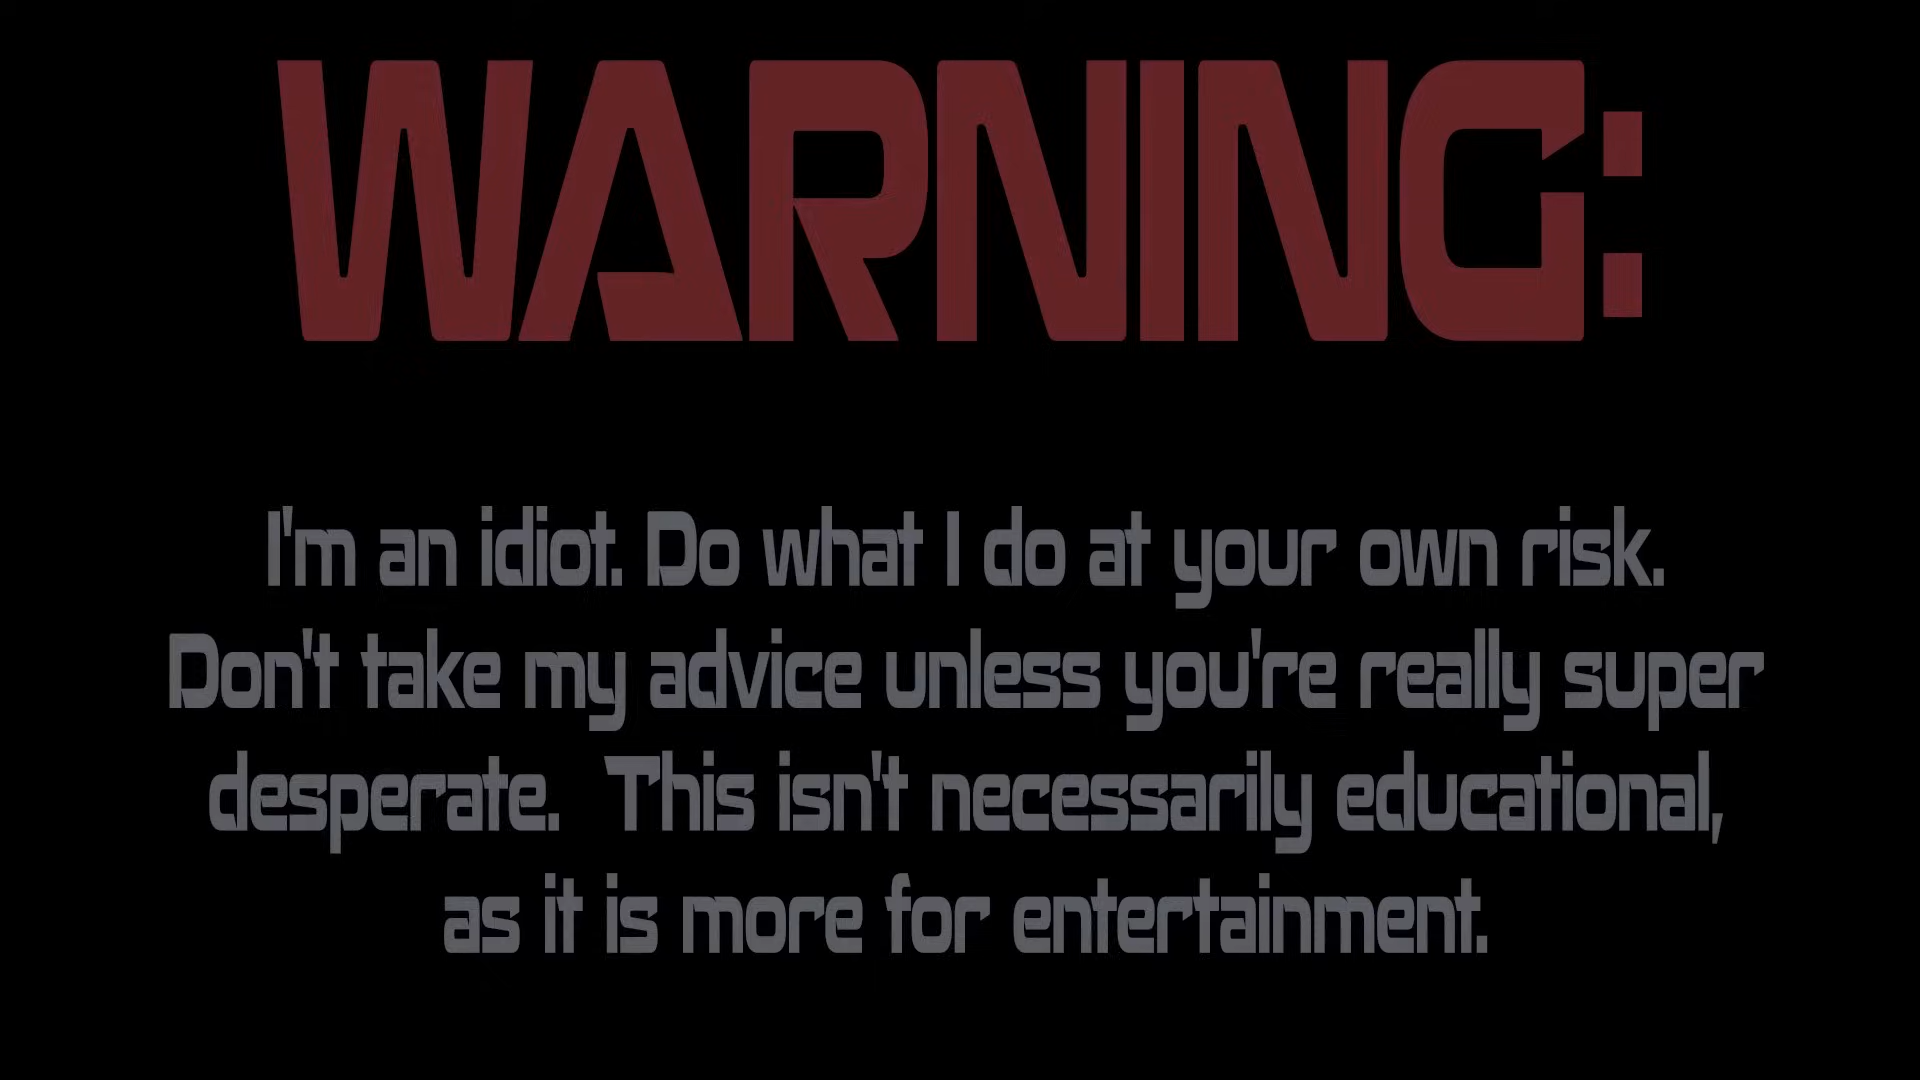 WARNING:
I'm an idiot. Do what I do at your own risk.
Don't take my advice unless you're really super
desperate.  This isn't necessarily educational,
as it is more for entertainment.